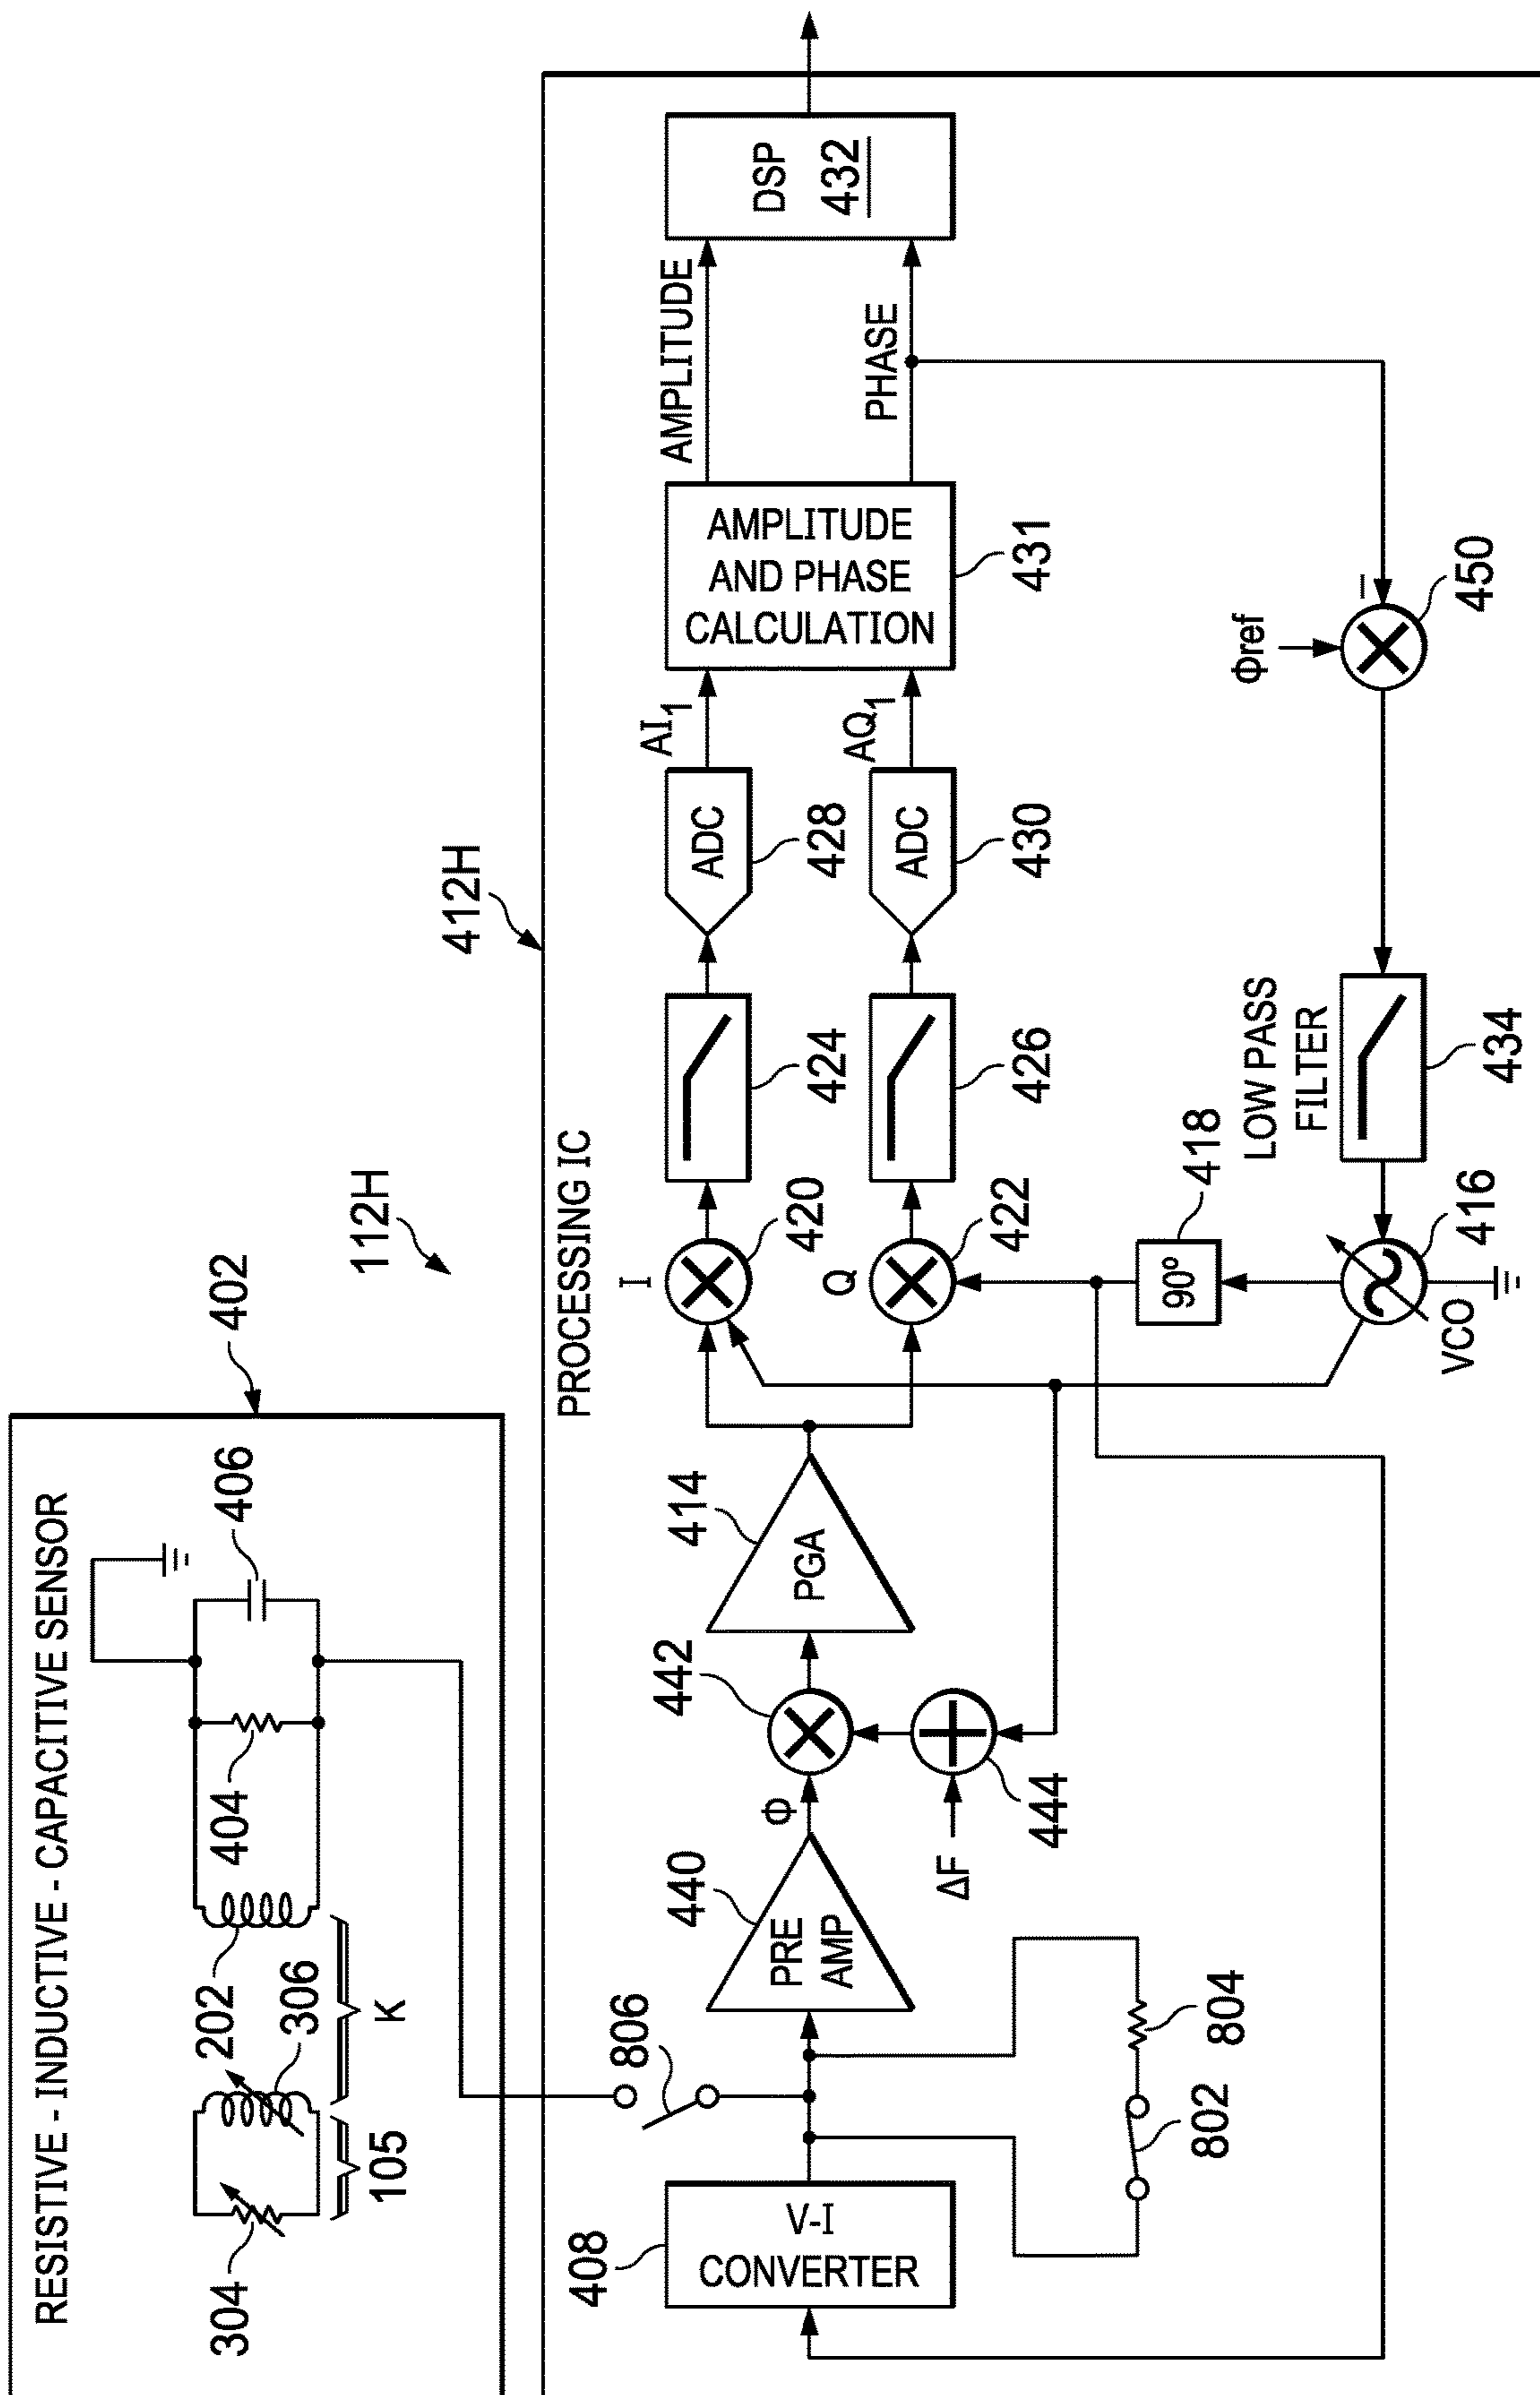 RESISTIVE - INDUCTIVE - CAPACITIVE SENSOR
402
112H
304
105
306
202
K
404
406
412H
PROCESSING IC
408
V-I
CONVERTER
806
802
804
440
PRE
AMP
Φ
442
ΔF
444
414
PGA
I
420
Q
422
424
426
ADC
428
ADC
430
AI1
AQ1
AMPLITUDE
AND PHASE
CALCULATION
431
AMPLITUDE
PHASE
DSP
432
90º
418
VCO
416
LOW PASS
FILTER
434
Φref
–
450